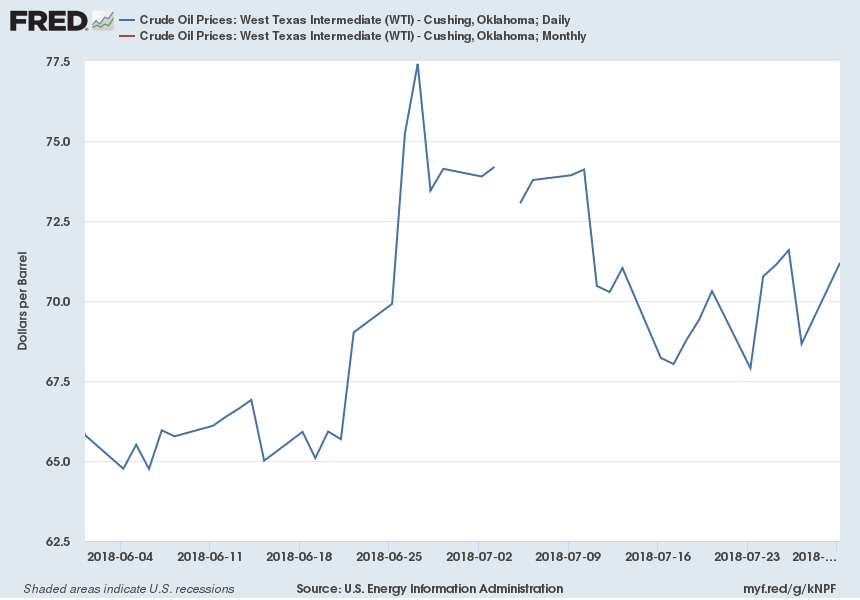 FRED
Crude Oil Prices: West Texas Intermediate (WTI) - Cushing, Oklahoma; Daily
Crude Oil Prices: West Texas Intermediate (WTI) - Cushing, Oklahoma; Monthly
77.5
75.0
72.5
70.0
67.5
65.0
62.5
Dollars per Barrel
2018-06-04 2018-06-11 2018-06-18 2018-06-25 2018-07-02 2018-07-09 2018-07-16 2018-07-23 2018-...
Shaded areas indicate U.S. recessions Source: U.S. Energy Information Administration myf.red/g/kNPF